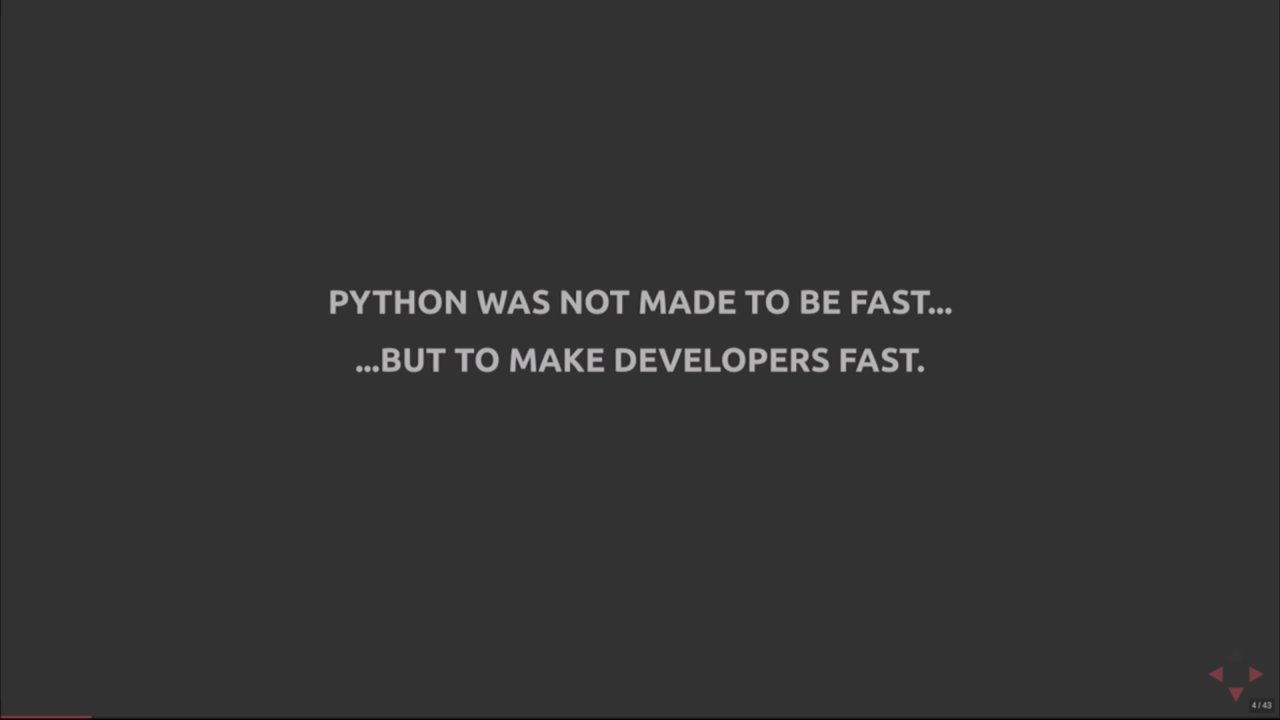 PYTHON WAS NOT MADE TO BE FAST...
...BUT TO MAKE DEVELOPERS FAST.
4 / 43